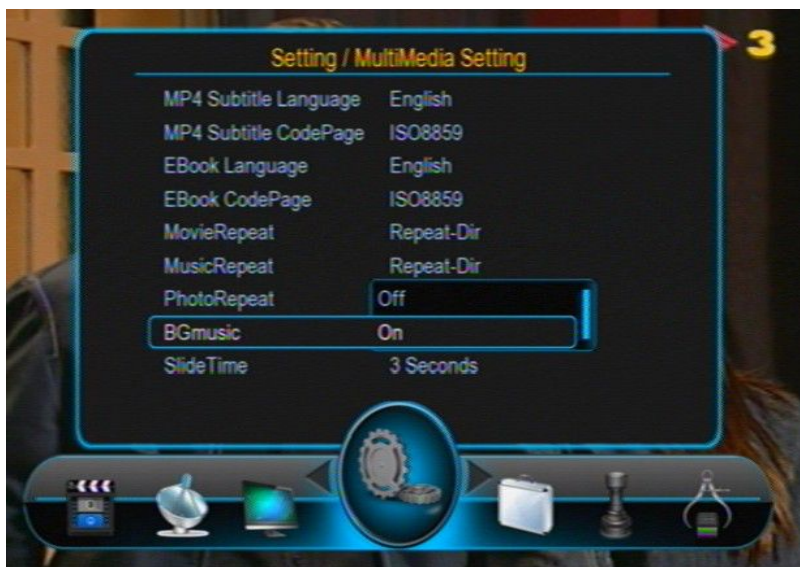 3
Setting / MultiMedia Setting
MP4 Subtitle Language English
MP4 Subtitle CodePage ISO8859
EBook Language English
EBook CodePage ISO8859
MovieRepeat Repeat-Dir
MusicRepeat Repeat-Dir
PhotoRepeat Off
BGmusic On
SlideTime 3 Seconds